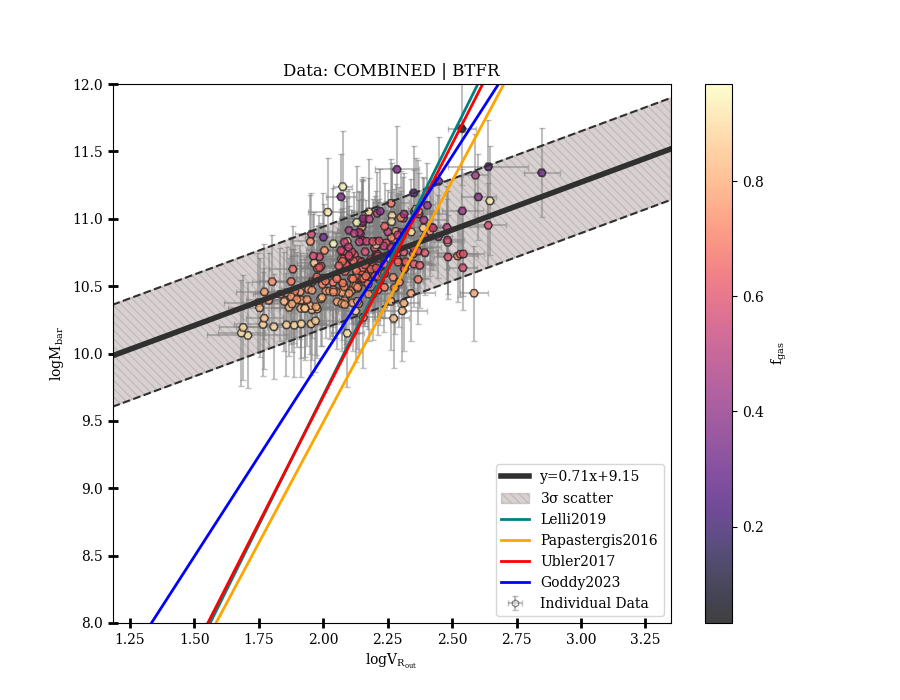 Data: COMBINED | BTFR
12.0
11.5
11.0
10.5
10.0
9.5
9.0
8.5
8.0
logM_bar
1.25 1.50 1.75 2.00 2.25 2.50 2.75 3.00 3.25
logV_R_out
y=0.71x+9.15
3σ scatter
Lelli2019
Papastergis2016
Ubler2017
Goddy2023
Individual Data
0.8
0.6
0.4
0.2
f_gas